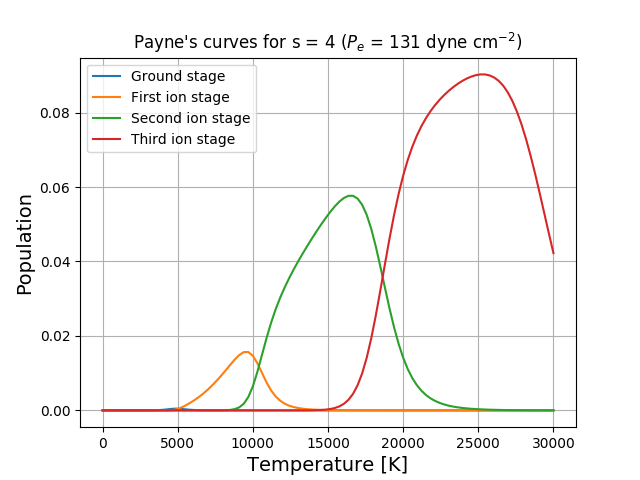 Payne's curves for s = 4 (Pₑ = 131 dyne cm⁻²)
Ground stage
First ion stage
Second ion stage
Third ion stage
Population
0.08
0.06
0.04
0.02
0.00
0 5000 10000 15000 20000 25000 30000
Temperature [K]